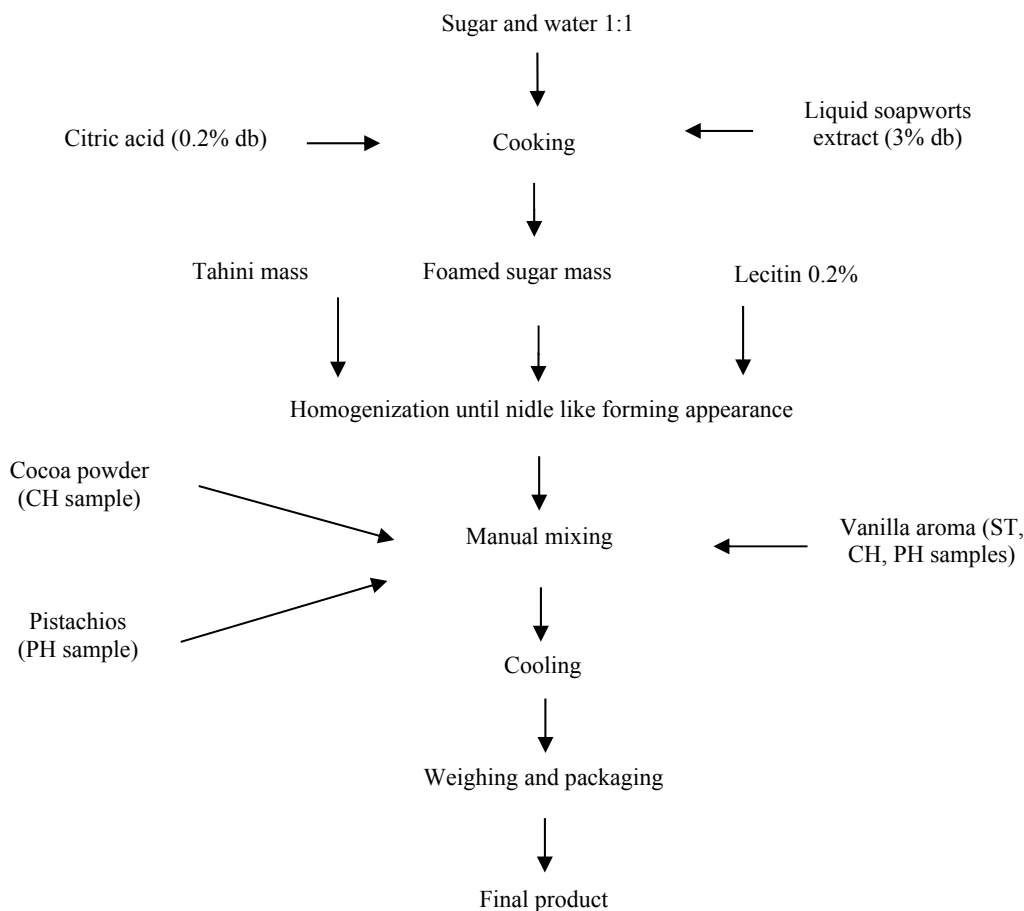 Sugar and water 1:1
Liquid soapworts
extract (3% db)
Citric acid (0.2% db)
Cooking
Tahini mass
Foamed sugar mass
Lecitin 0.2%
Homogenization until nidle like forming appearance
Cocoa powder
(CH sample)
Manual mixing
Vanilla aroma (ST,
CH, PH samples)
Pistachios
(PH sample)
Cooling
Weighing and packaging
Final product